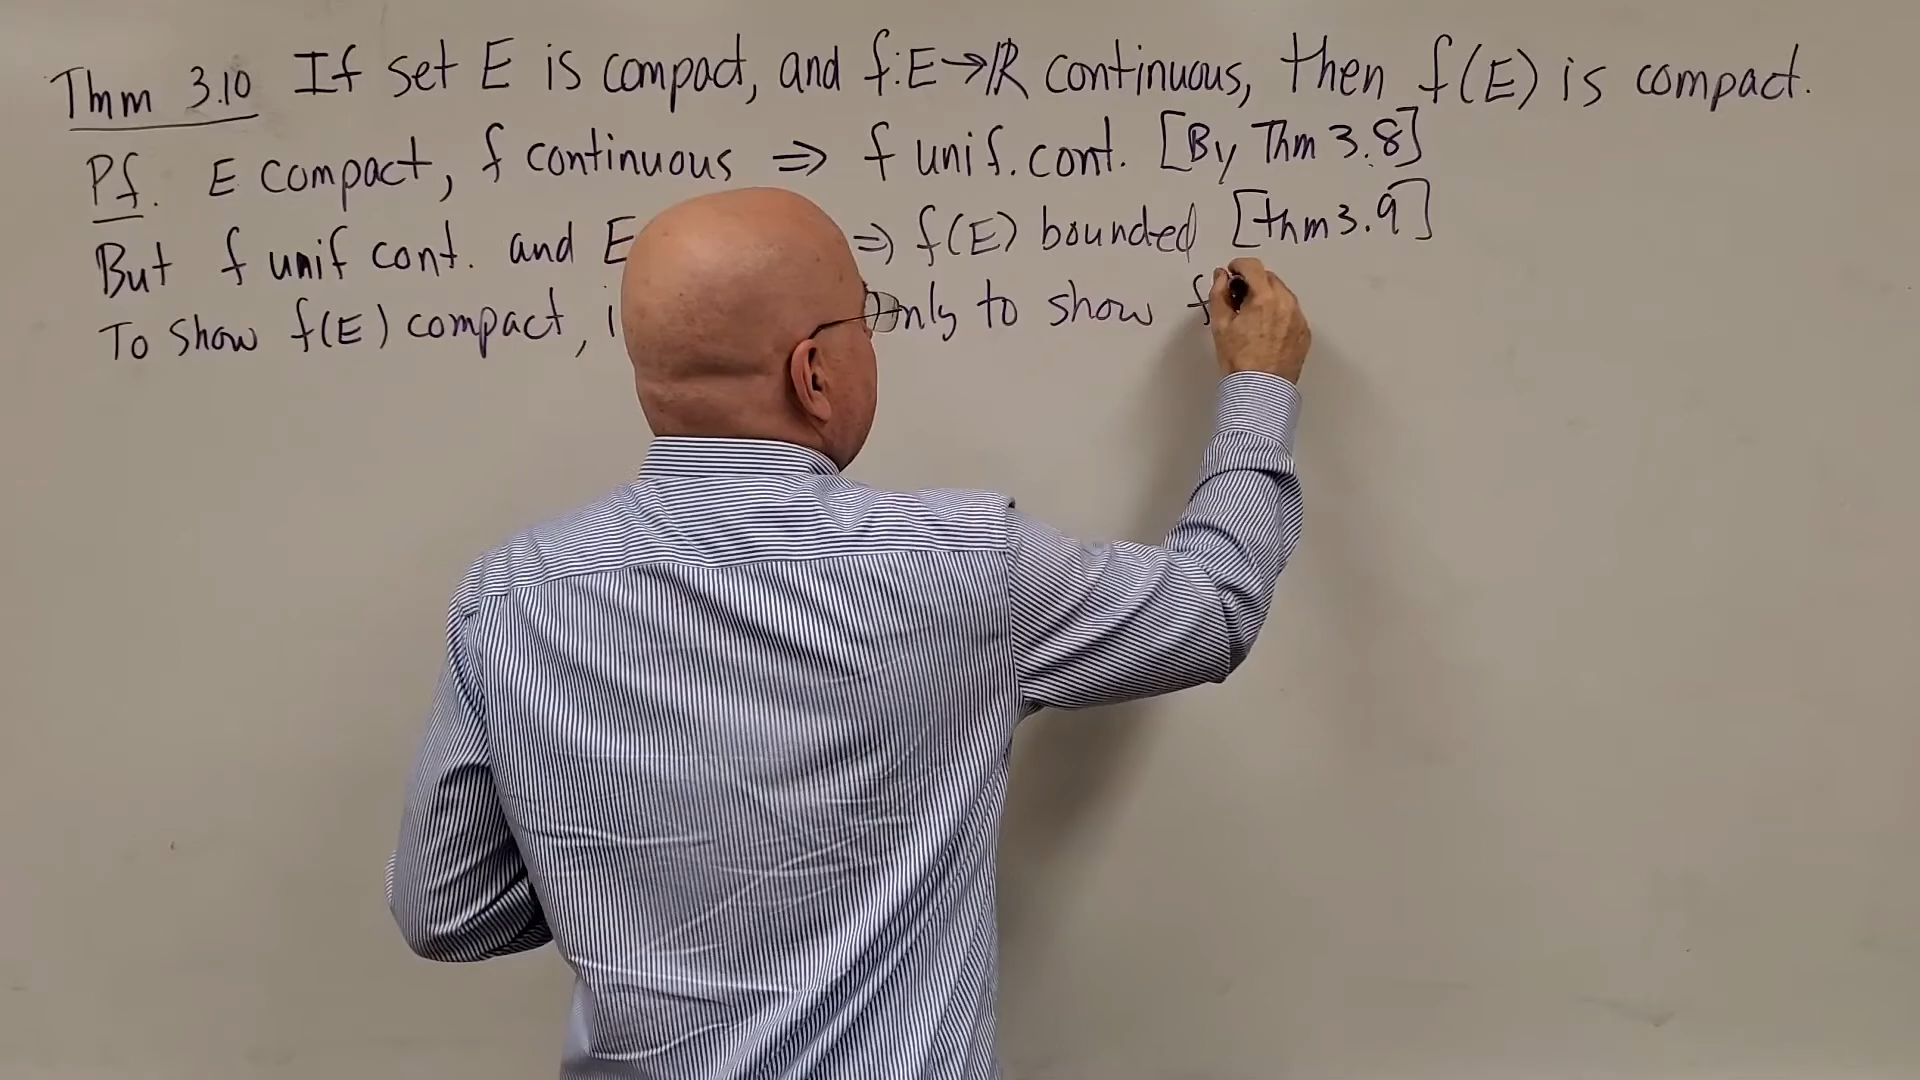 Thm 3.10 If set E is compact, and f:E→ℝ continuous, then f(E) is compact.
Pf. E compact, f continuous ⇒ f unif. cont. [By Thm 3.8]
But f unif cont. and E ⇒ f(E) bounded [thm 3.9]
To show f(E) compact, only to show f